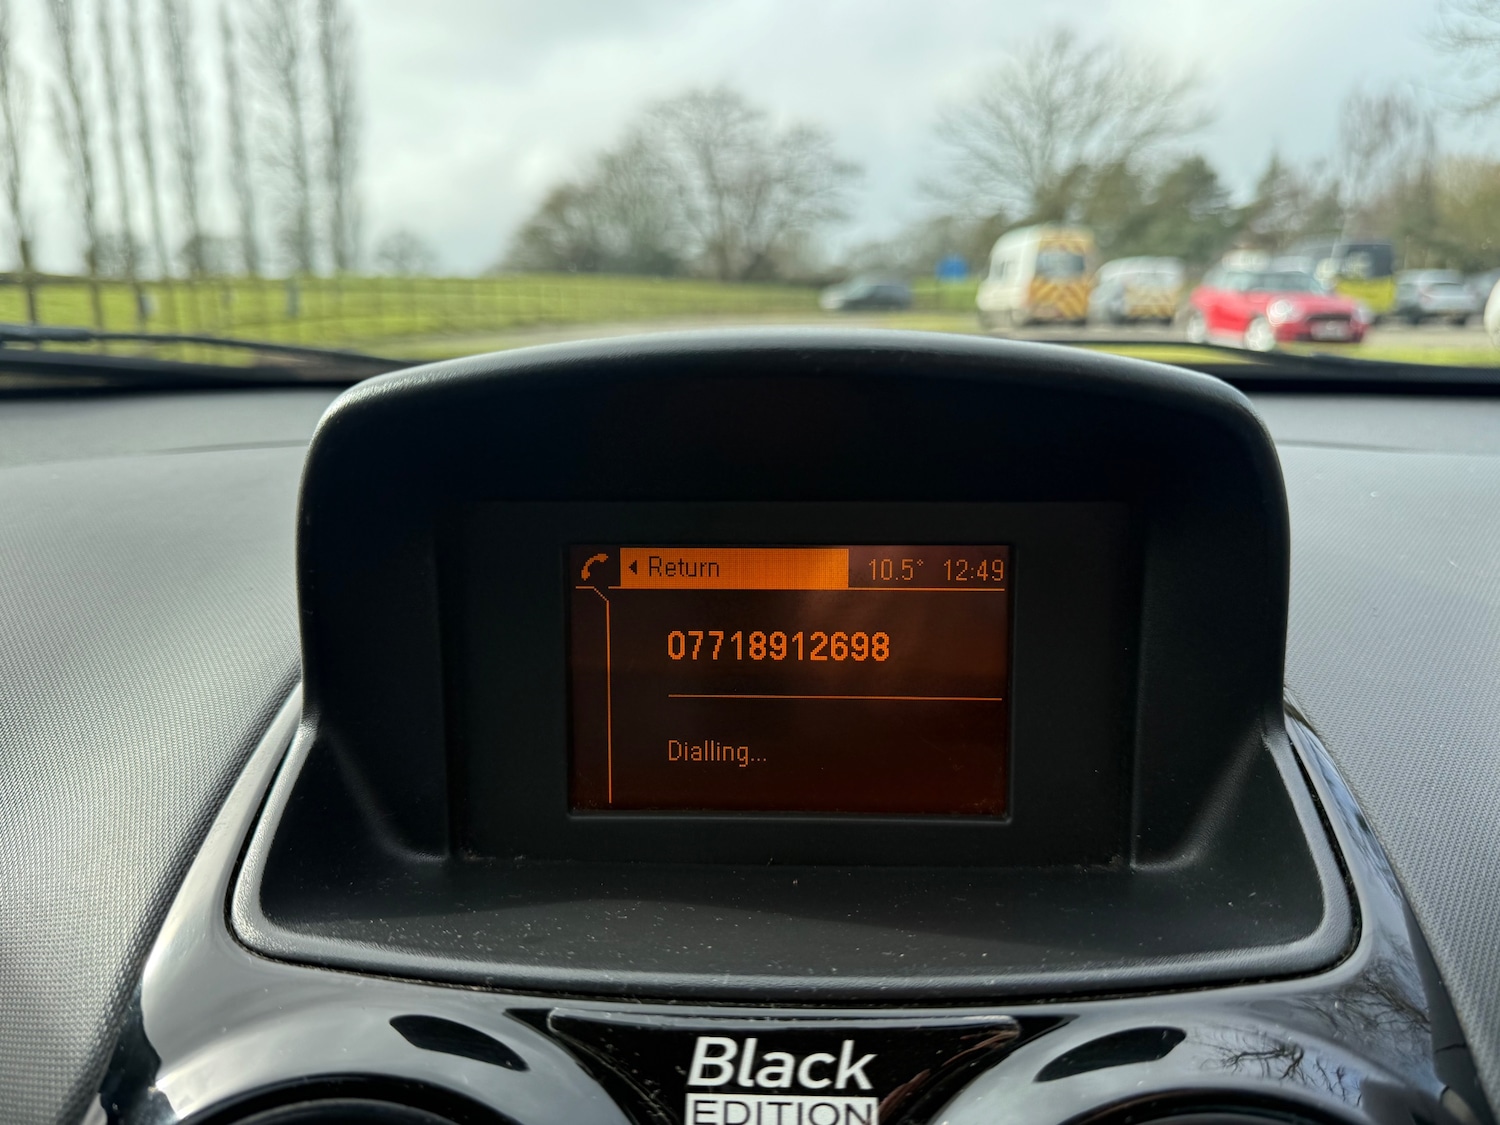 Return 10.5° 12:49
07718912698
Dialling...
Black
EDITION